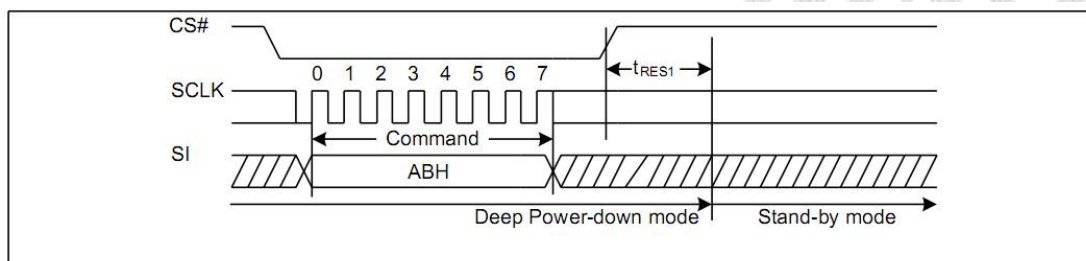 CS#
tRES1
0 1 2 3 4 5 6 7
SCLK
Command
SI
ABH
Deep Power-down mode Stand-by mode